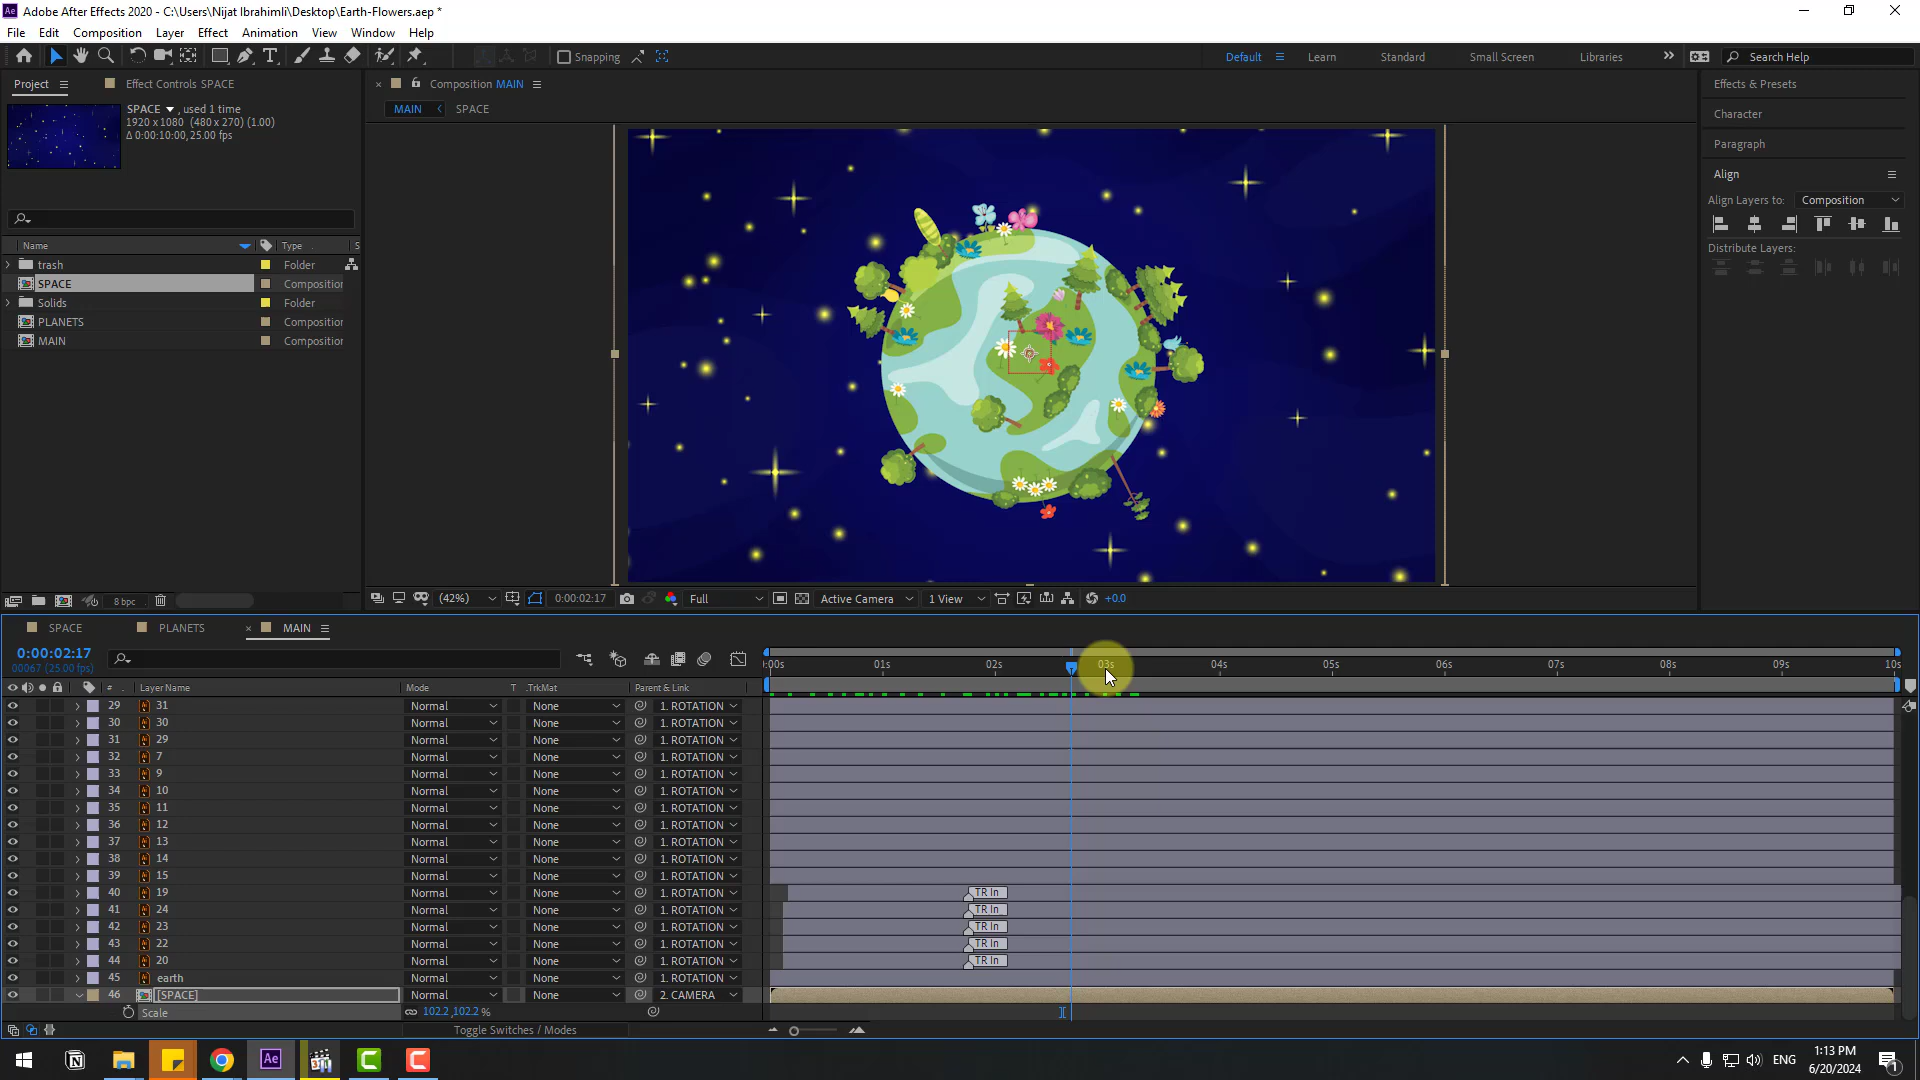 Adobe After Effects 2020 - C:\Users\Nijat Ibrahimli\Desktop\Earth-Flowers.aep *
File Edit Composition Layer Effect Animation View Window Help
Snapping
Default Learn Standard Small Screen Libraries Search Help
Project Effect Controls SPACE
Composition MAIN
MAIN SPACE
SPACE , used 1 time
1920 x 1080 (480 x 270) (1.00)
Δ 0:00:10:00, 25.00 fps
Name Type S
trash Folder
SPACE Composition
Solids Folder
PLANETS Composition
MAIN Composition
8 bpc
Effects & Presets
Character
Paragraph
Align
Align Layers to: Composition
Distribute Layers:
(42%) 0:00:02:17 Full Active Camera 1 View +0.0
SPACE PLANETS MAIN
0:00:02:17
00067 (25.00 fps)
):00s 01s 02s 03s 04s 05s 06s 07s 08s 09s 10s
# Layer Name Mode T .TrkMat Parent & Link
29 31 Normal None 1. ROTATION
30 30 Normal None 1. ROTATION
31 29 Normal None 1. ROTATION
32 7 Normal None 1. ROTATION
33 9 Normal None 1. ROTATION
34 10 Normal None 1. ROTATION
35 11 Normal None 1. ROTATION
36 12 Normal None 1. ROTATION
37 13 Normal None 1. ROTATION
38 14 Normal None 1. ROTATION
39 15 Normal None 1. ROTATION
40 19 Normal None 1. ROTATION TR In
41 24 Normal None 1. ROTATION TR In
42 23 Normal None 1. ROTATION TR In
43 22 Normal None 1. ROTATION TR In
44 20 Normal None 1. ROTATION TR In
45 earth Normal None 1. ROTATION
46 [SPACE] Normal None 2. CAMERA
Scale 102.2,102.2 %
Toggle Switches / Modes
ENG
1:13 PM
6/20/2024
1